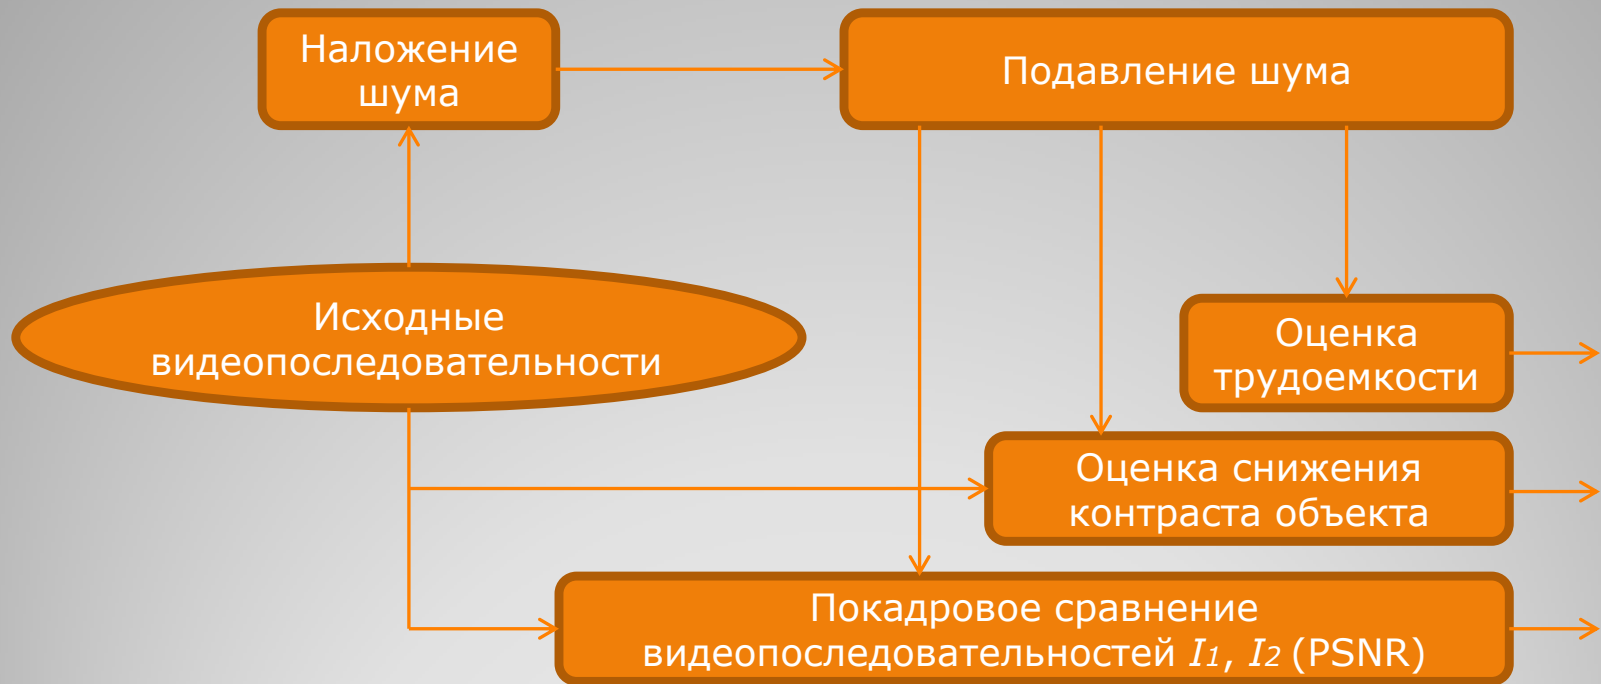 Наложение
шума
Подавление шума
Исходные
видеопоследовательности
Оценка
трудоемкости
Оценка снижения
контраста объекта
Покадровое сравнение
видеопоследовательностей I1, I2 (PSNR)